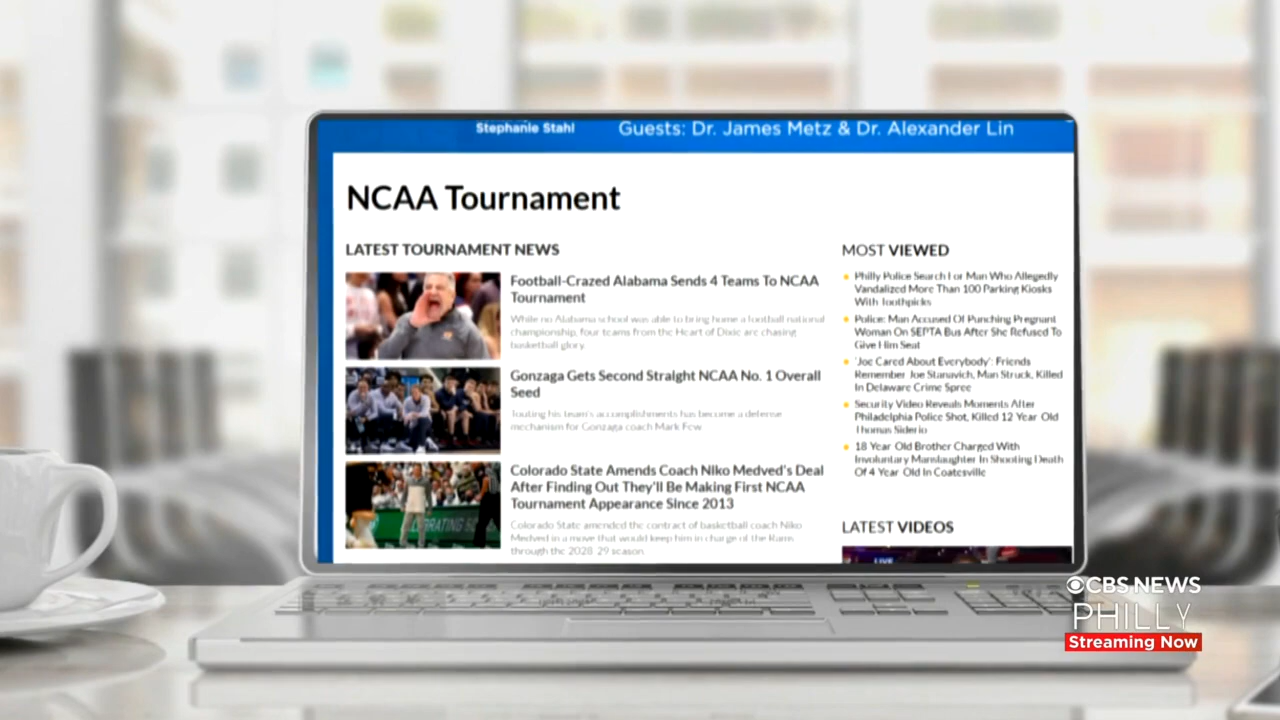 Stephanie Stahl
Guests: Dr. James Metz & Dr. Alexander Lin
NCAA Tournament
LATEST TOURNAMENT NEWS
Football-Crazed Alabama Sends 4 Teams To NCAA
Tournament
While no Alabama school was able to bring home a football national
championship, four teams from the Heart of Dixie are chasing
basketball glory.
Gonzaga Gets Second Straight NCAA No. 1 Overall
Seed
Touting his team's accomplishments has become a defense
mechanism for Gonzaga coach Mark Few
Colorado State Amends Coach Niko Medved's Deal
After Finding Out They'll Be Making First NCAA
Tournament Appearance Since 2013
Colorado State amended the contract of basketball coach Niko
Medved in a move that would keep him in charge of the Rams
through the 2028-29 season.
MOST VIEWED
Philly Police Search For Man Who Allegedly
Vandalized More Than 100 Parking Kiosks
With Toothpicks
Police: Man Accused Of Punching Pregnant
Woman On SEPTA Bus After She Refused To
Give Him Seat
'Joe Cared About Everybody': Friends
Remember Joe Stanavich, Man Struck, Killed
In Delaware Crime Spree
Security Video Reveals Moments After
Philadelphia Police Shot, Killed 12-Year-Old
Thomas Siderio
18-Year-Old Brother Charged With
Involuntary Manslaughter In Shooting Death
Of 4-Year-Old In Coatesville
LATEST VIDEOS
LIVE
CBS NEWS
PHILLY
Streaming Now